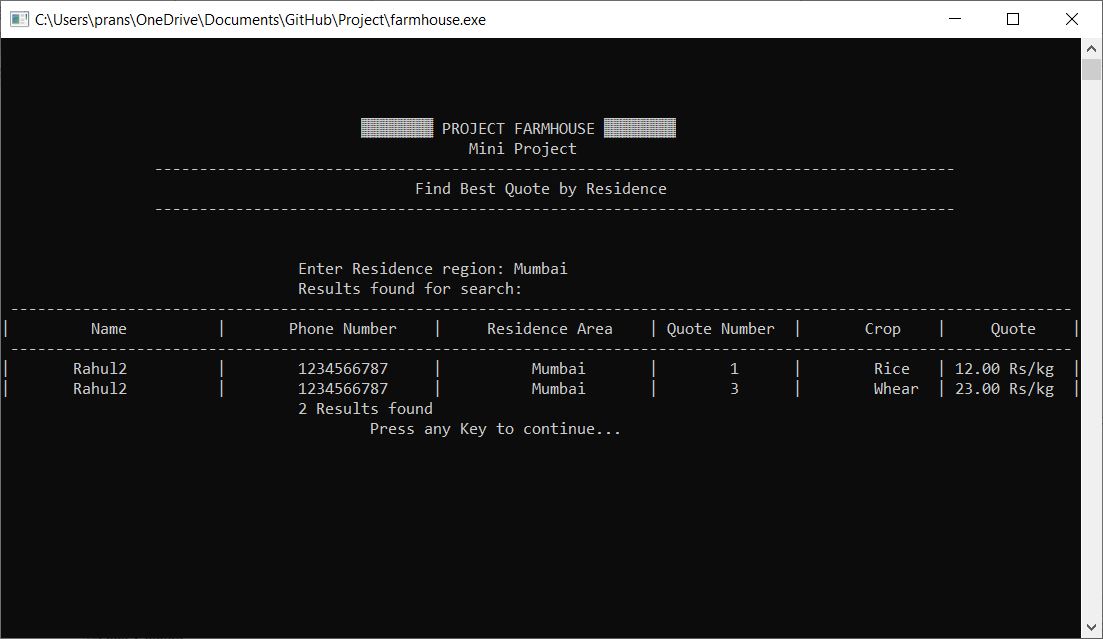 C:\Users\prans\OneDrive\Documents\GitHub\Project\farmhouse.exe
▒▒▒▒▒▒▒▒ PROJECT FARMHOUSE ▒▒▒▒▒▒▒▒
Mini Project
-----------------------------------------------------------------------------------------
Find Best Quote by Residence
-----------------------------------------------------------------------------------------
Enter Residence region: Mumbai
Results found for search:
----------------------------------------------------------------------------------------------------------------------
| Name | Phone Number | Residence Area | Quote Number | Crop | Quote |
----------------------------------------------------------------------------------------------------------------------
| Rahul2 | 1234566787 | Mumbai | 1 | Rice | 12.00 Rs/kg |
| Rahul2 | 1234566787 | Mumbai | 3 | Whear | 23.00 Rs/kg |
2 Results found
Press any Key to continue...